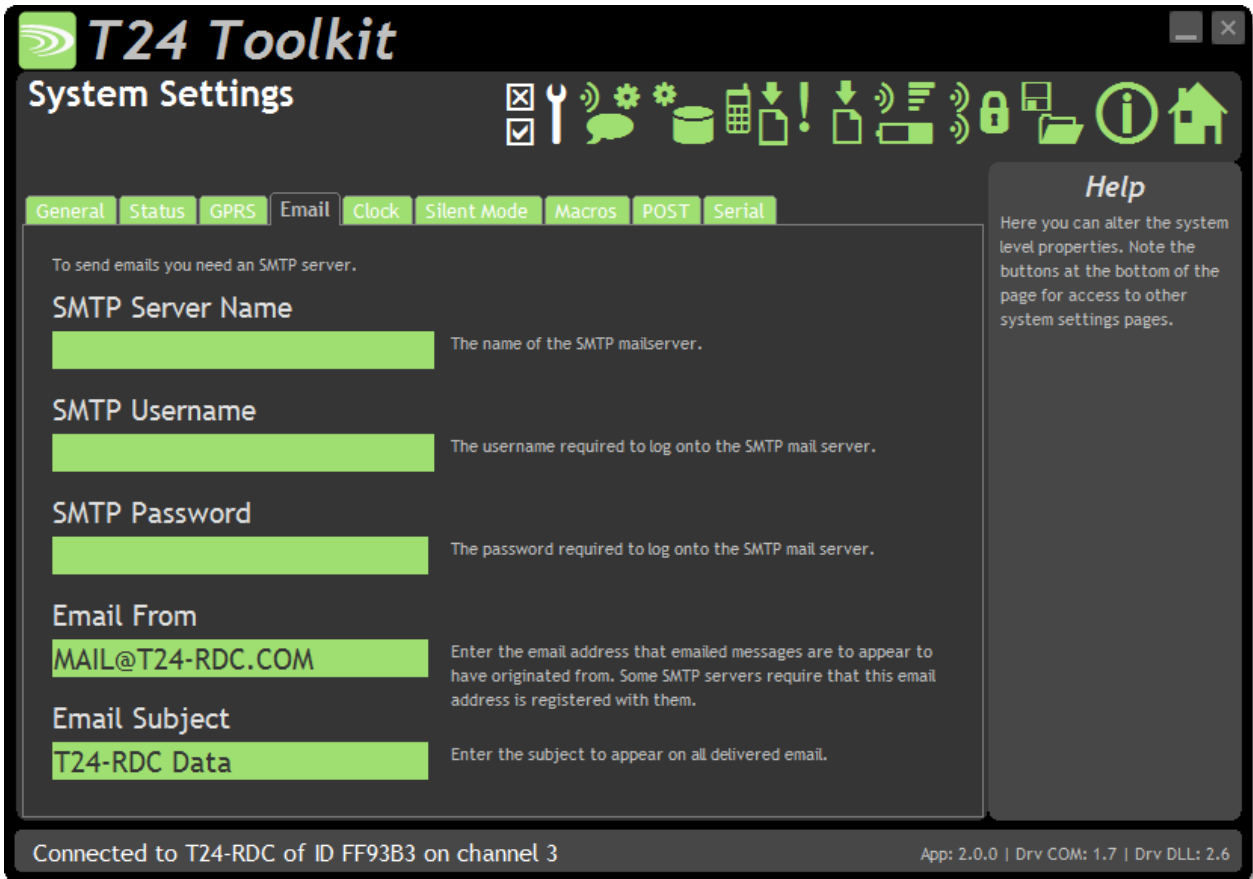 T24 Toolkit
System Settings
General Status GPRS Email Clock Silent Mode Macros POST Serial
To send emails you need an SMTP server.
SMTP Server Name
The name of the SMTP mailserver.
SMTP Username
The username required to log onto the SMTP mail server.
SMTP Password
The password required to log onto the SMTP mail server.
Email From
MAIL@T24-RDC.COM
Enter the email address that emailed messages are to appear to
have originated from. Some SMTP servers require that this email
address is registered with them.
Email Subject
T24-RDC Data
Enter the subject to appear on all delivered email.
Help
Here you can alter the system
level properties. Note the
buttons at the bottom of the
page for access to other
system settings pages.
Connected to T24-RDC of ID FF93B3 on channel 3
App: 2.0.0 | Drv COM: 1.7 | Drv DLL: 2.6